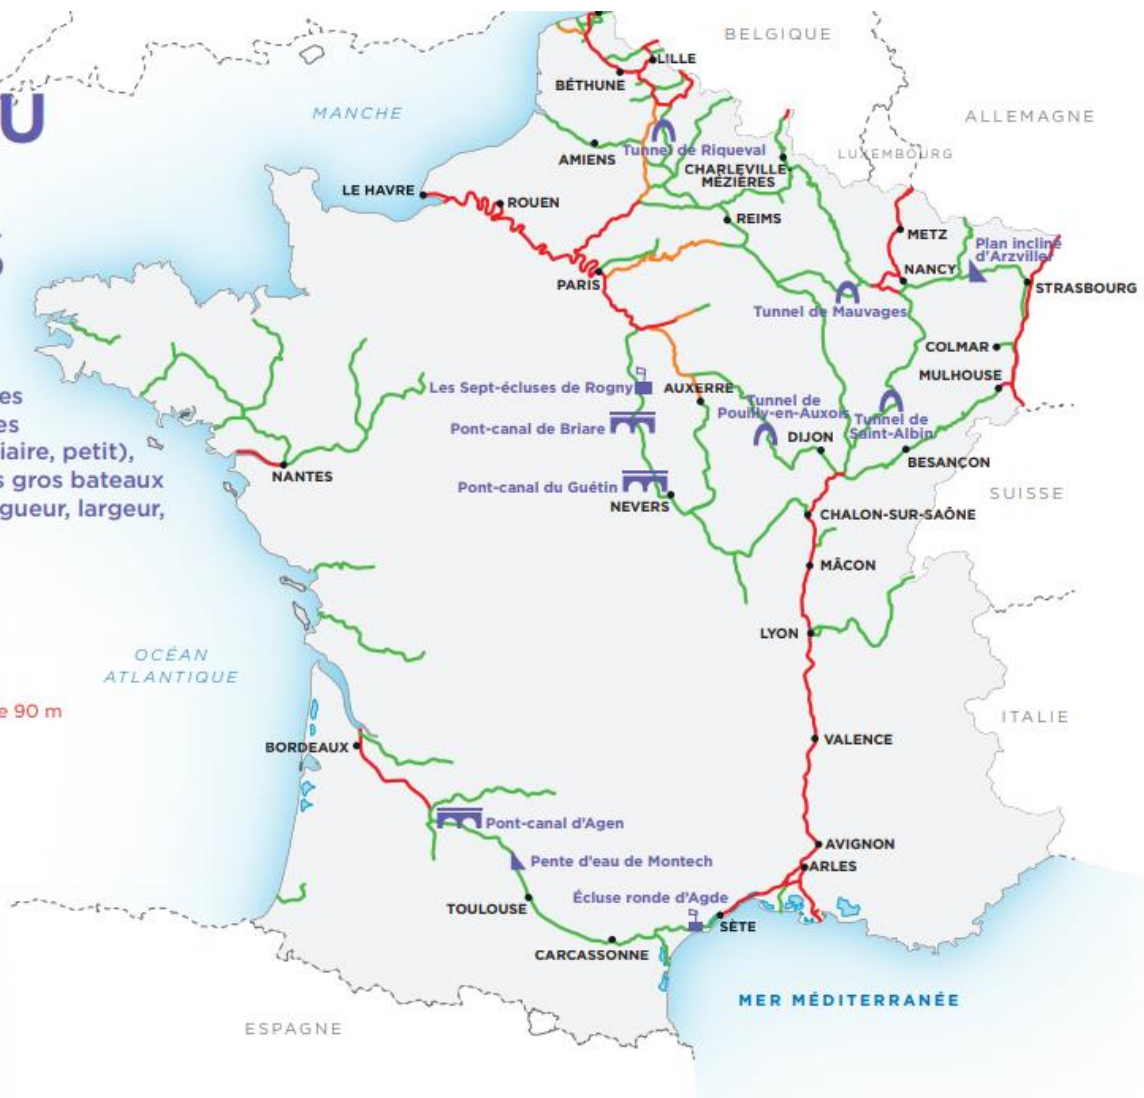 BELGIQUE
LILLE
BÉTHUNE
U
MANCHE
ALLEMAGNE
Tunnel de Riqueval
LUXEMBOURG
AMIENS
CHARLEVILLE-
MÉZIÈRES
LE HAVRE
ROUEN
REIMS
METZ
Plan incliné
d'Arzviller
NANCY
PARIS
STRASBOURG
Tunnel de Mauvages
COLMAR
MULHOUSE
Les Sept-écluses de Rogny
AUXERRE
es
Tunnel de
Pouilly-en-Auxois
es
Pont-canal de Briare
Tunnel de
Saint-Albin
DIJON
iaire, petit),
BESANÇON
NANTES
s gros bateaux
Pont-canal du Guétin
SUISSE
NEVERS
gueur, largeur,
CHALON-SUR-SAÔNE
MÂCON
LYON
OCÉAN
ATLANTIQUE
e 90 m
ITALIE
VALENCE
BORDEAUX
Pont-canal d'Agen
AVIGNON
Pente d'eau de Montech
ARLES
Écluse ronde d'Agde
TOULOUSE
SÈTE
CARCASSONNE
MER MÉDITERRANÉE
ESPAGNE